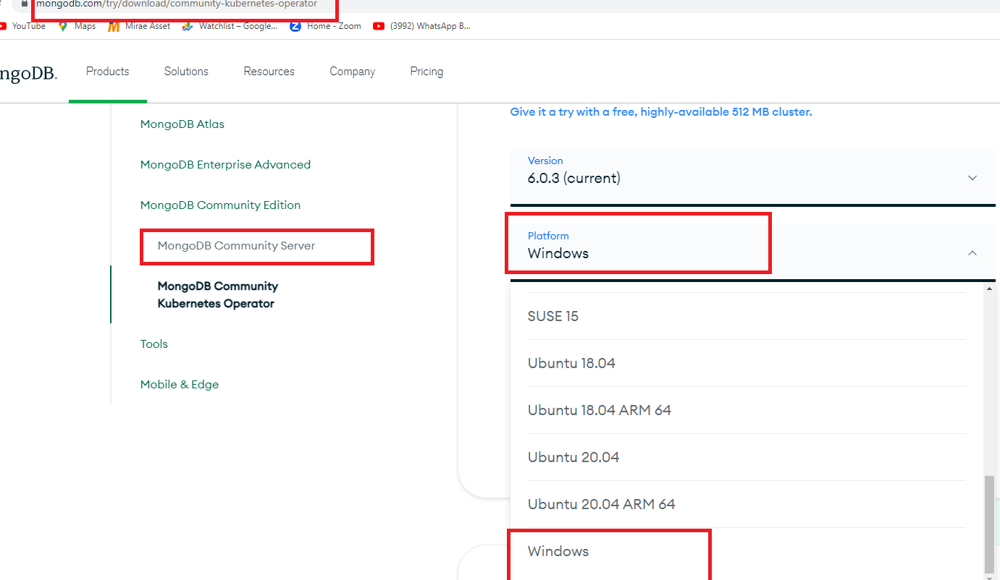 mongodb.com/try/download/community-kubernetes-operator
YouTube Maps Mirae Asset Watchlist – Google... Home - Zoom (3992) WhatsApp B...
ngoDB. Products Solutions Resources Company Pricing
MongoDB Atlas
MongoDB Enterprise Advanced
MongoDB Community Edition
MongoDB Community Server
MongoDB Community
Kubernetes Operator
Tools
Mobile & Edge
Give it a try with a free, highly-available 512 MB cluster.
Version
6.0.3 (current)
Platform
Windows
SUSE 15
Ubuntu 18.04
Ubuntu 18.04 ARM 64
Ubuntu 20.04
Ubuntu 20.04 ARM 64
Windows